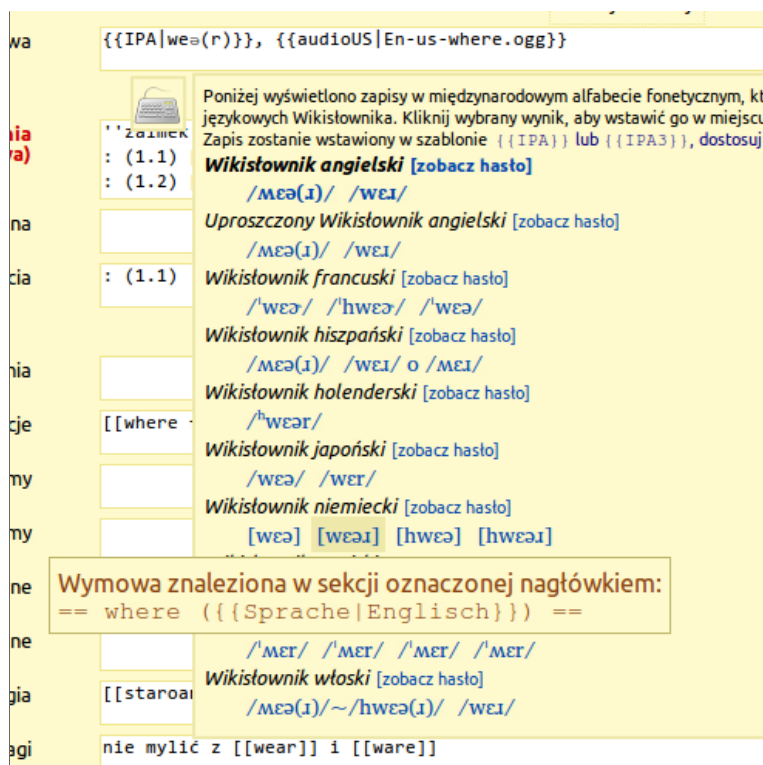 wa {{IPA|weə(r)}}, {{audioUS|En-us-where.ogg}}
Poniżej wyświetlono zapisy w międzynarodowym alfabecie fonetycznym, kt
językowych Wikisłownika. Kliknij wybrany wynik, aby wstawić go w miejscu
Zapis zostanie wstawiony w szablonie {{IPA}} lub {{IPA3}}, dostosuj
nia ''zaimek
va) : (1.1)
: (1.2)
Wikisłownik angielski [zobacz hasło]
/ʍɛə(ɹ)/ /wɛɹ/
na Uproszczony Wikisłownik angielski [zobacz hasło]
/ʍɛə(ɹ)/ /wɛɹ/
cia : (1.1) Wikisłownik francuski [zobacz hasło]
/ˈwɛɚ/ /ˈhwɛɚ/ /ˈwɛə/
Wikisłownik hiszpański [zobacz hasło]
nia /ʍɛə(ɹ)/ /wɛɹ/ o /ʍɛɹ/
Wikisłownik holenderski [zobacz hasło]
cje [[where /ʰwɛər/
Wikisłownik japoński [zobacz hasło]
my /wɛə/ /wɛr/
Wikisłownik niemiecki [zobacz hasło]
my [wɛə] [wɛəɹ] [hwɛə] [hwɛəɹ]
ne Wymowa znaleziona w sekcji oznaczonej nagłówkiem:
== where ({{Sprache|Englisch}}) ==
ne /ˈʍɛr/ /ˈʍɛr/ /ˈʍɛr/ /ˈʍɛr/
Wikisłownik włoski [zobacz hasło]
gia [[staroan /ʍɛə(ɹ)/~/hwɛə(ɹ)/ /wɛɹ/
agi nie mylić z [[wear]] i [[ware]]